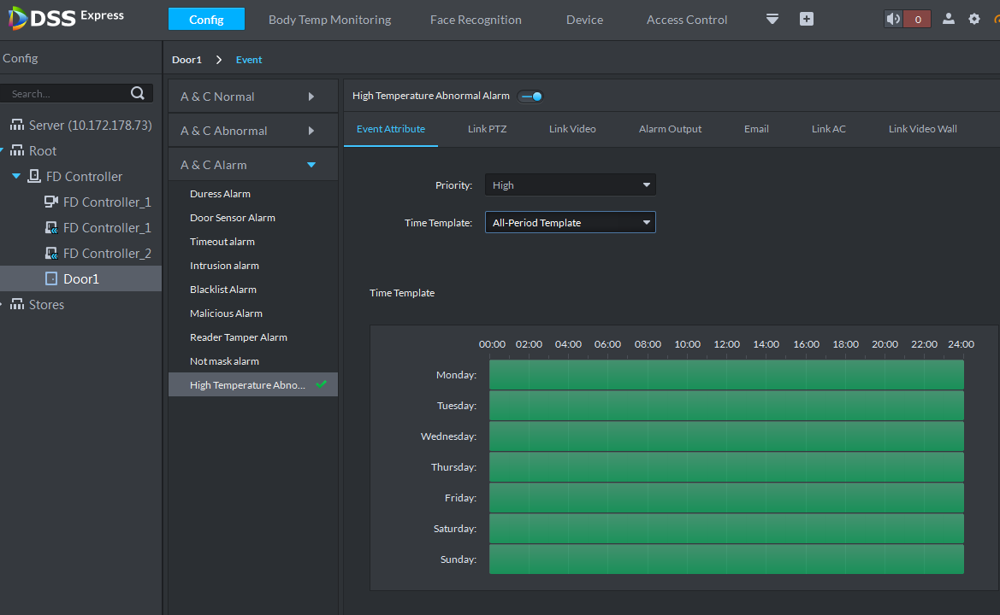 DSS Express
Config
Body Temp Monitoring
Face Recognition
Device
Access Control
0
Config
Search...
Server (10.172.178.73)
Root
FD Controller
FD Controller_1
FD Controller_1
FD Controller_2
Door1
Stores
Door1 > Event
A & C Normal
A & C Abnormal
A & C Alarm
Duress Alarm
Door Sensor Alarm
Timeout alarm
Intrusion alarm
Blacklist Alarm
Malicious Alarm
Reader Tamper Alarm
Not mask alarm
High Temperature Abno...
High Temperature Abnormal Alarm
Event Attribute
Link PTZ
Link Video
Alarm Output
Email
Link AC
Link Video Wall
Priority: High
Time Template: All-Period Template
Time Template
00:00 02:00 04:00 06:00 08:00 10:00 12:00 14:00 16:00 18:00 20:00 22:00 24:00
Monday:
Tuesday:
Wednesday:
Thursday:
Friday:
Saturday:
Sunday: